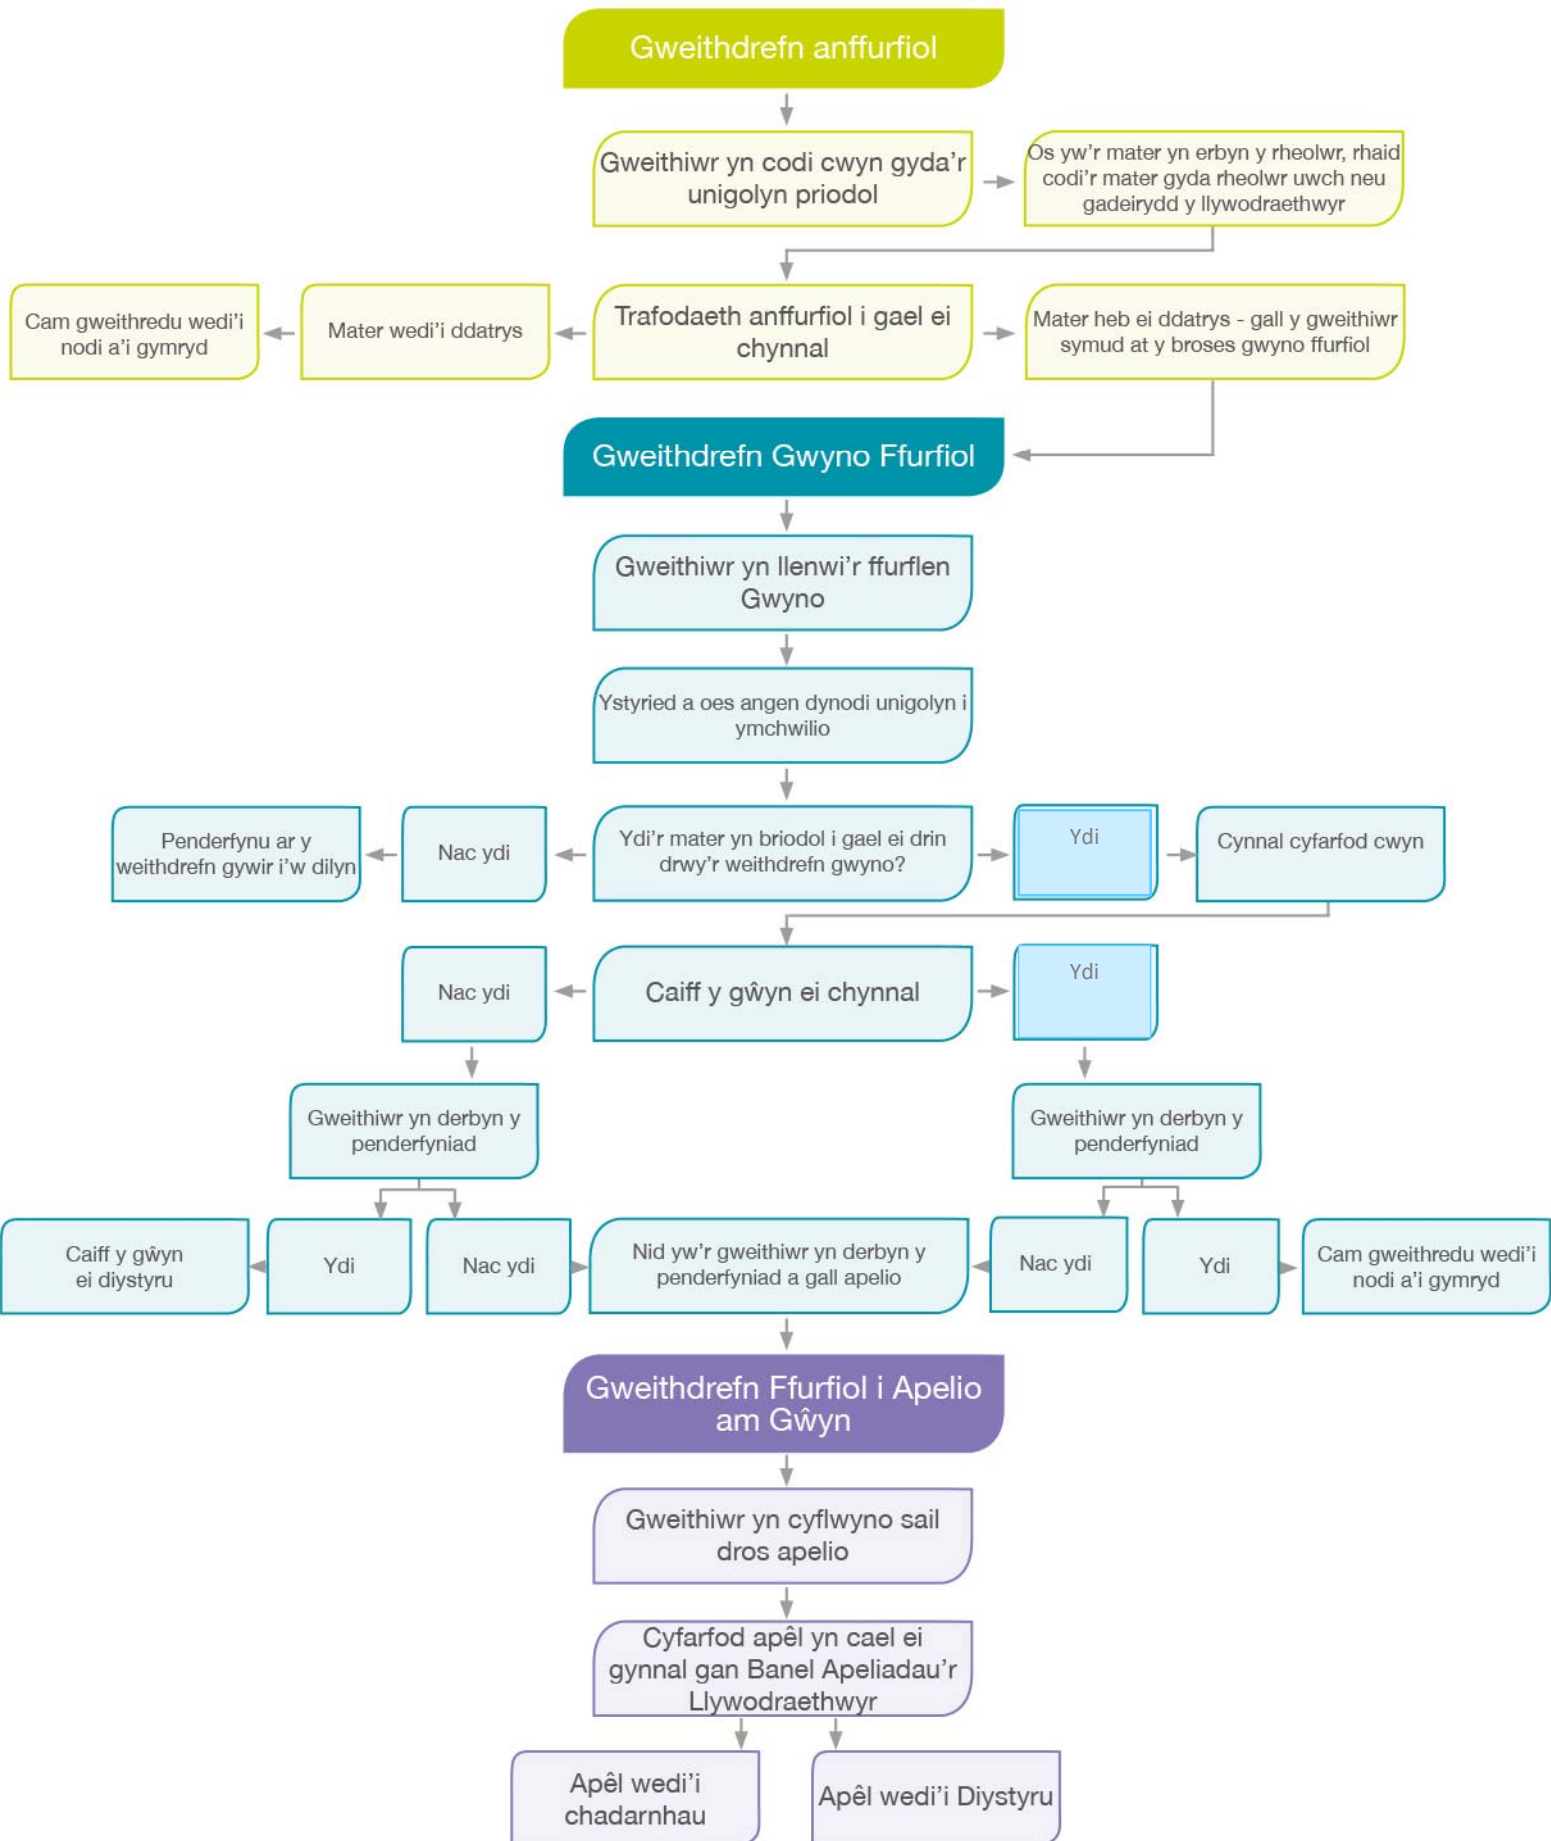 Gweithdrefn anffurfiol
Gweithiwr yn codi cwyn gyda'r
unigolyn priodol
Os yw'r mater yn erbyn y rheolwr, rhaid
codi'r mater gyda rheolwr uwch neu
gadeirydd y llywodraethwyr
Cam gweithredu wedi'i
nodi a'i gymryd
Mater wedi'i ddatrys
Trafodaeth anffurfiol i gael ei
chynnal
Mater heb ei ddatrys - gall y gweithiwr
symud at y broses gwyno ffurfiol
Gweithdrefn Gwyno Ffurfiol
Gweithiwr yn llenwi'r ffurflen
Gwyno
Ystyried a oes angen dynodi unigolyn i
ymchwilio
Penderfynu ar y
weithdrefn gywir i'w dilyn
Nac ydi
Ydi'r mater yn briodol i gael ei drin
drwy'r weithdrefn gwyno?
Ydi
Cynnal cyfarfod cwyn
Nac ydi
Caiff y gŵyn ei chynnal
Ydi
Gweithiwr yn derbyn y
penderfyniad
Gweithiwr yn derbyn y
penderfyniad
Caiff y gŵyn
ei diystyru
Ydi
Nac ydi
Nid yw'r gweithiwr yn derbyn y
penderfyniad a gall apelio
Nac ydi
Ydi
Cam gweithredu wedi'i
nodi a'i gymryd
Gweithdrefn Ffurfiol i Apelio
am Gŵyn
Gweithiwr yn cyflwyno sail
dros apelio
Cyfarfod apêl yn cael ei
gynnal gan Banel Apeliadau'r
Llywodraethwyr
Apêl wedi'i
chadarnhau
Apêl wedi'i Diystyru